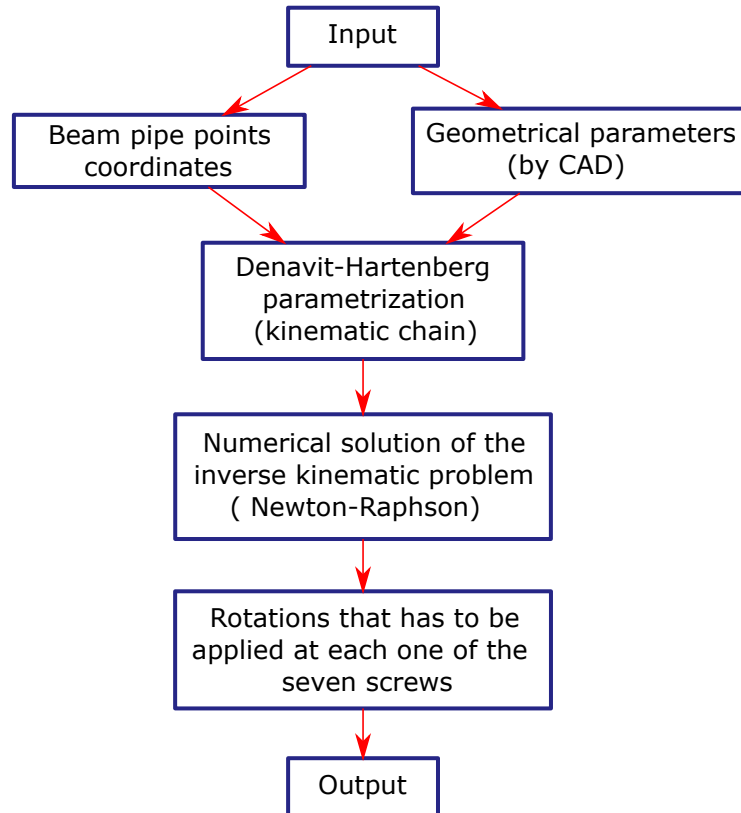 Input
Beam pipe points
coordinates
Geometrical parameters
(by CAD)
Denavit-Hartenberg
parametrization
(kinematic chain)
Numerical solution of the
inverse kinematic problem
( Newton-Raphson)
Rotations that has to be
applied at each one of the
seven screws
Output